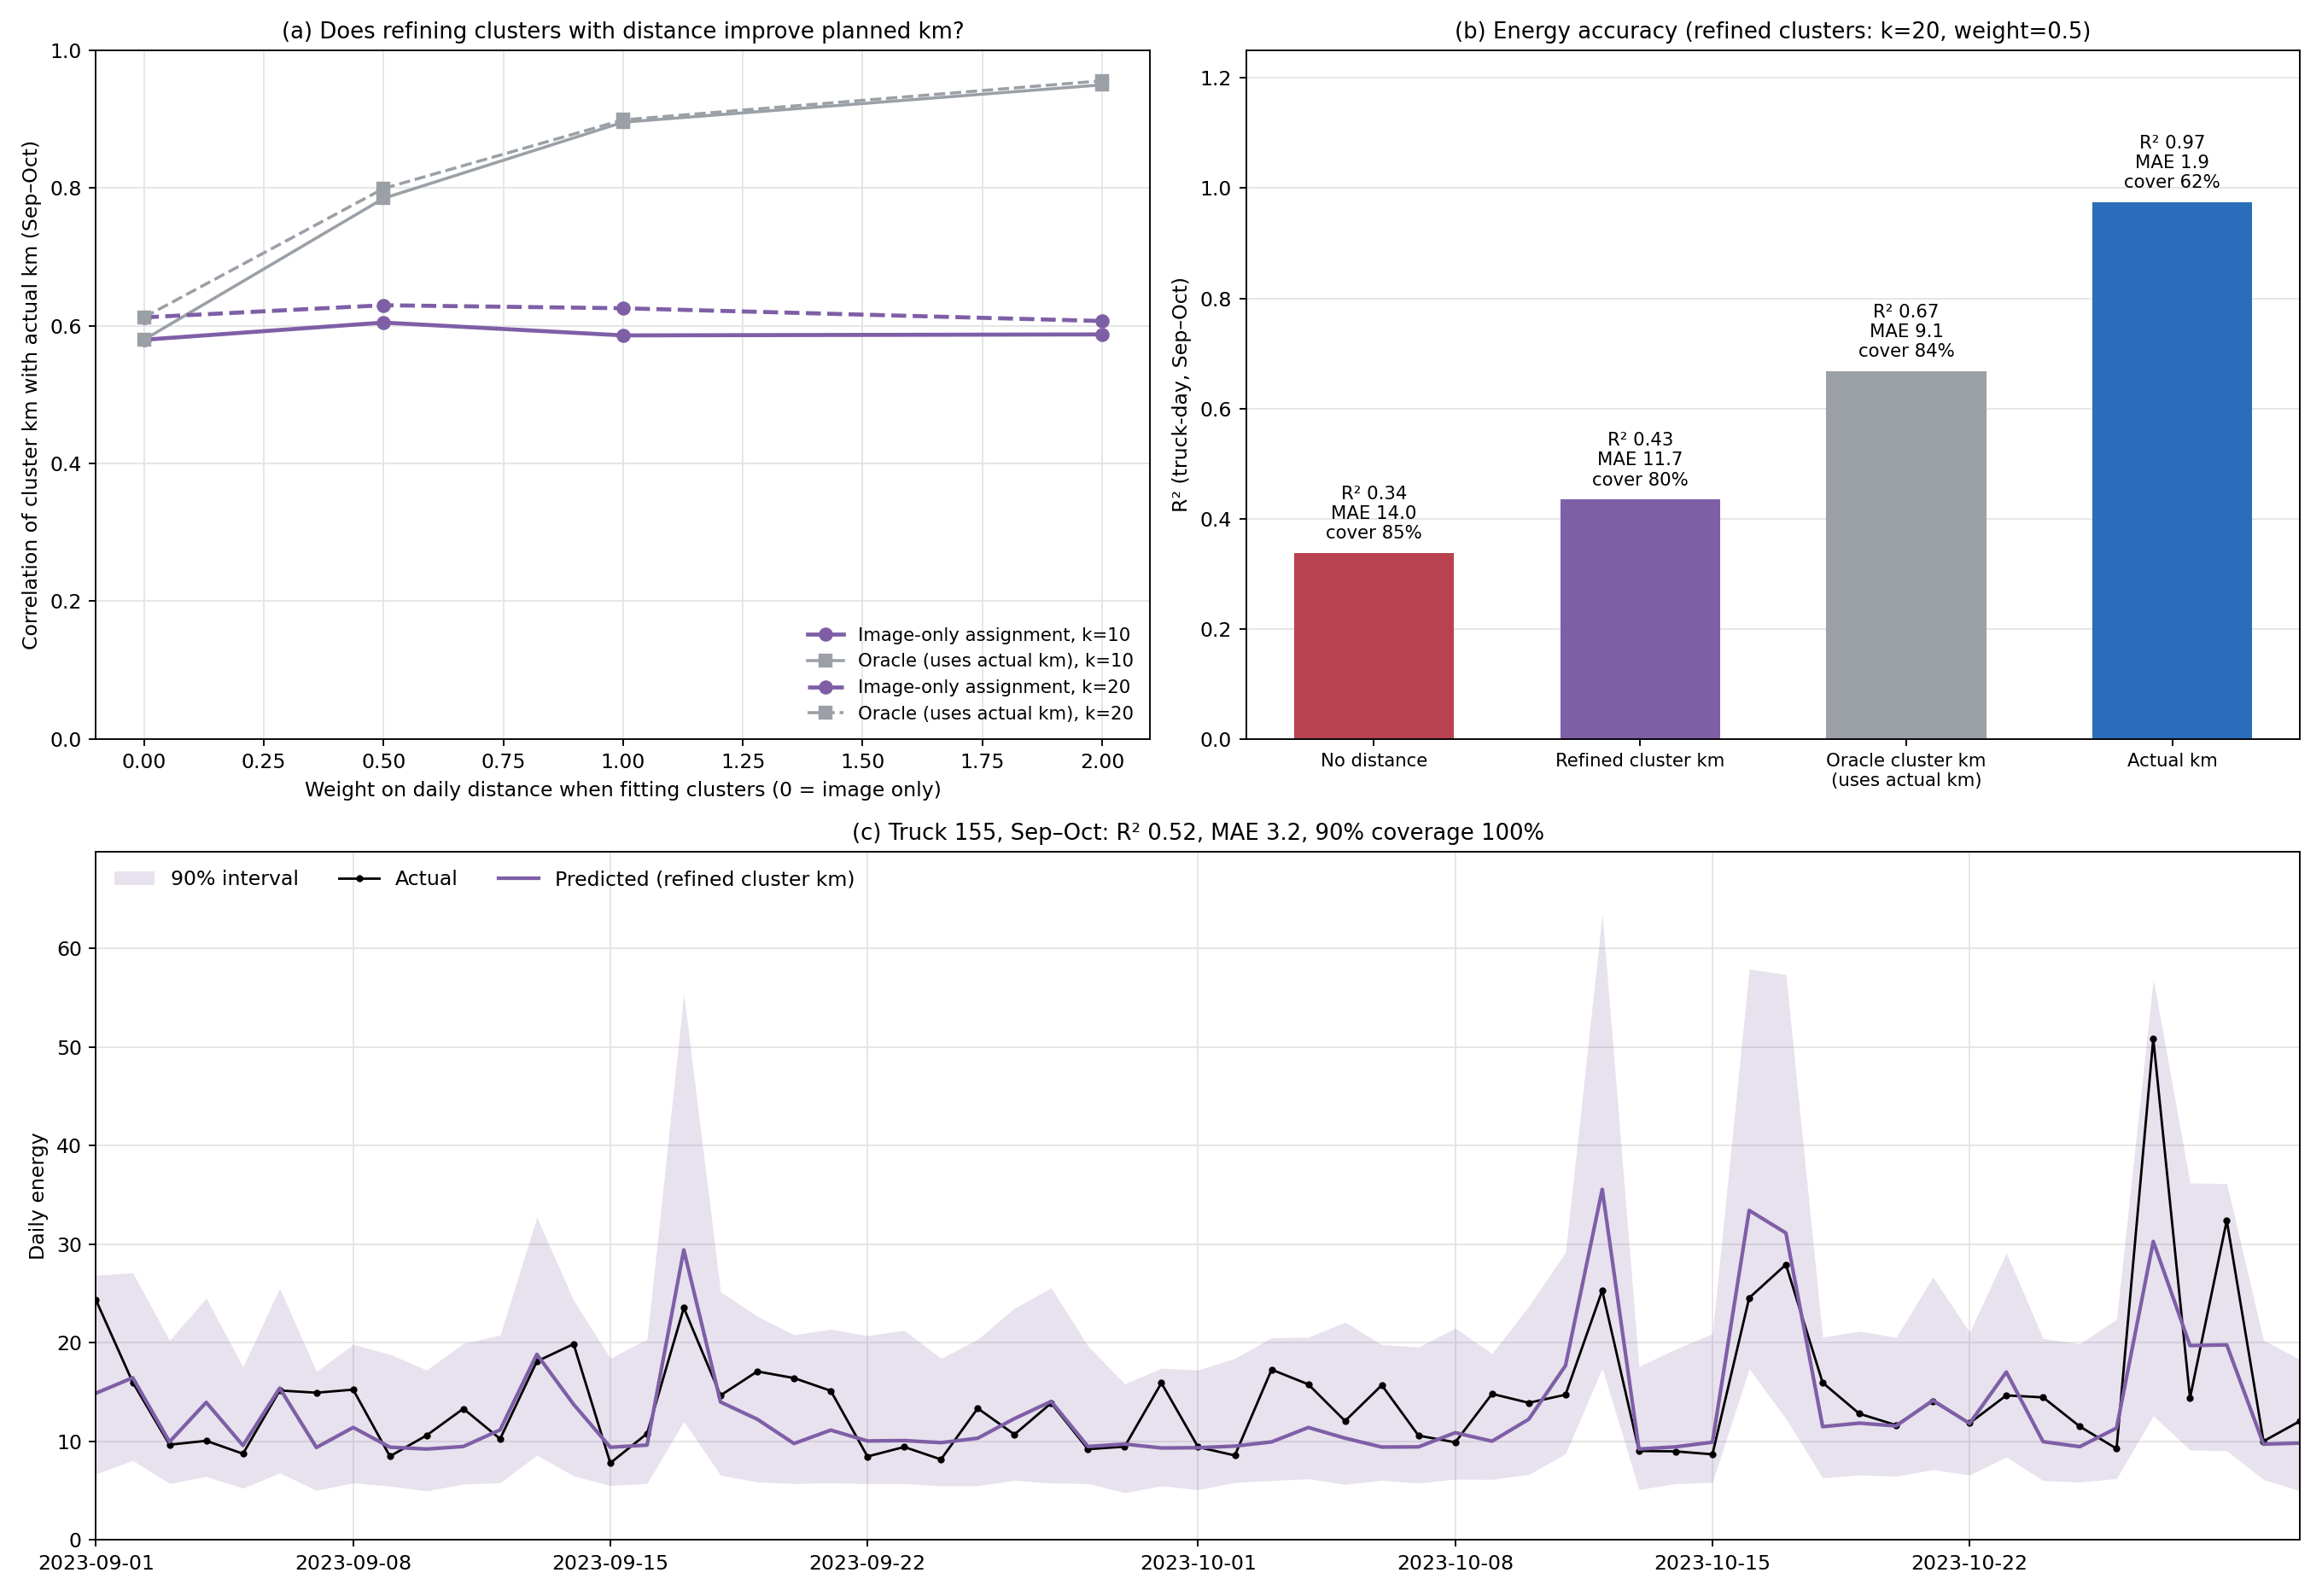 (a) Does refining clusters with distance improve planned km?
Correlation of cluster km with actual km (Sep–Oct)
1.0
0.8
0.6
0.4
0.2
0.0
Image-only assignment, k=10
Oracle (uses actual km), k=10
Image-only assignment, k=20
Oracle (uses actual km), k=20
0.00 0.25 0.50 0.75 1.00 1.25 1.50 1.75 2.00
Weight on daily distance when fitting clusters (0 = image only)
(b) Energy accuracy (refined clusters: k=20, weight=0.5)
R² (truck-day, Sep–Oct)
1.2
1.0
0.8
0.6
0.4
0.2
0.0
R² 0.34
MAE 14.0
cover 85%
R² 0.43
MAE 11.7
cover 80%
R² 0.67
MAE 9.1
cover 84%
R² 0.97
MAE 1.9
cover 62%
No distance
Refined cluster km
Oracle cluster km
(uses actual km)
Actual km
(c) Truck 155, Sep–Oct: R² 0.52, MAE 3.2, 90% coverage 100%
90% interval
Actual
Predicted (refined cluster km)
Daily energy
60
50
40
30
20
10
0
2023-09-01 2023-09-08 2023-09-15 2023-09-22 2023-10-01 2023-10-08 2023-10-15 2023-10-22